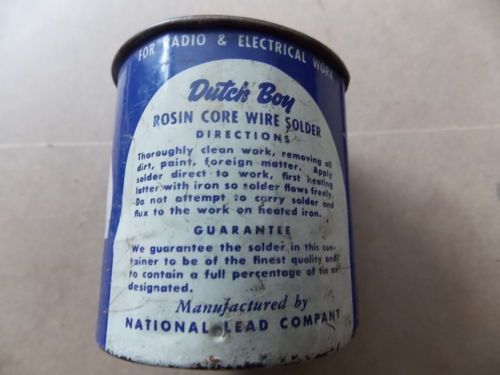 FOR RADIO & ELECTRICAL WORK
Dutch Boy
ROSIN CORE WIRE SOLDER
DIRECTIONS
Thoroughly clean work, removing all
dirt, paint, foreign matter. Apply
solder direct to work, first heating
latter with iron so solder flows freely.
Do not attempt to carry solder and
flux to the work on heated iron.
GUARANTEE
We guarantee the solder in this con-
tainer to be of the finest quality and
to contain a full percentage of tin as
designated.
Manufactured by
NATIONAL LEAD COMPANY